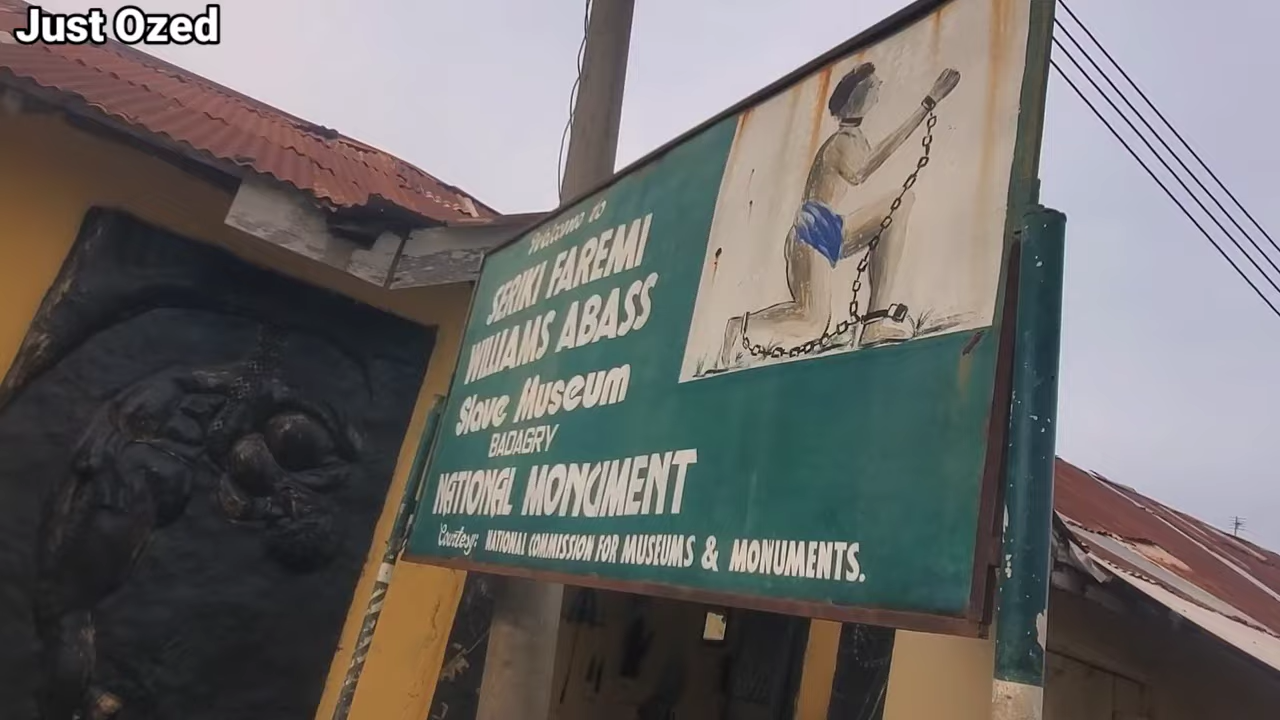 Just Ozed
Welcome to
SERIKI FAREMI
WILLIAMS ABASS
Slave Museum
BADAGRY
NATIONAL MONUMENT
Courtesy: NATIONAL COMMISSION FOR MUSEUMS & MONUMENTS.